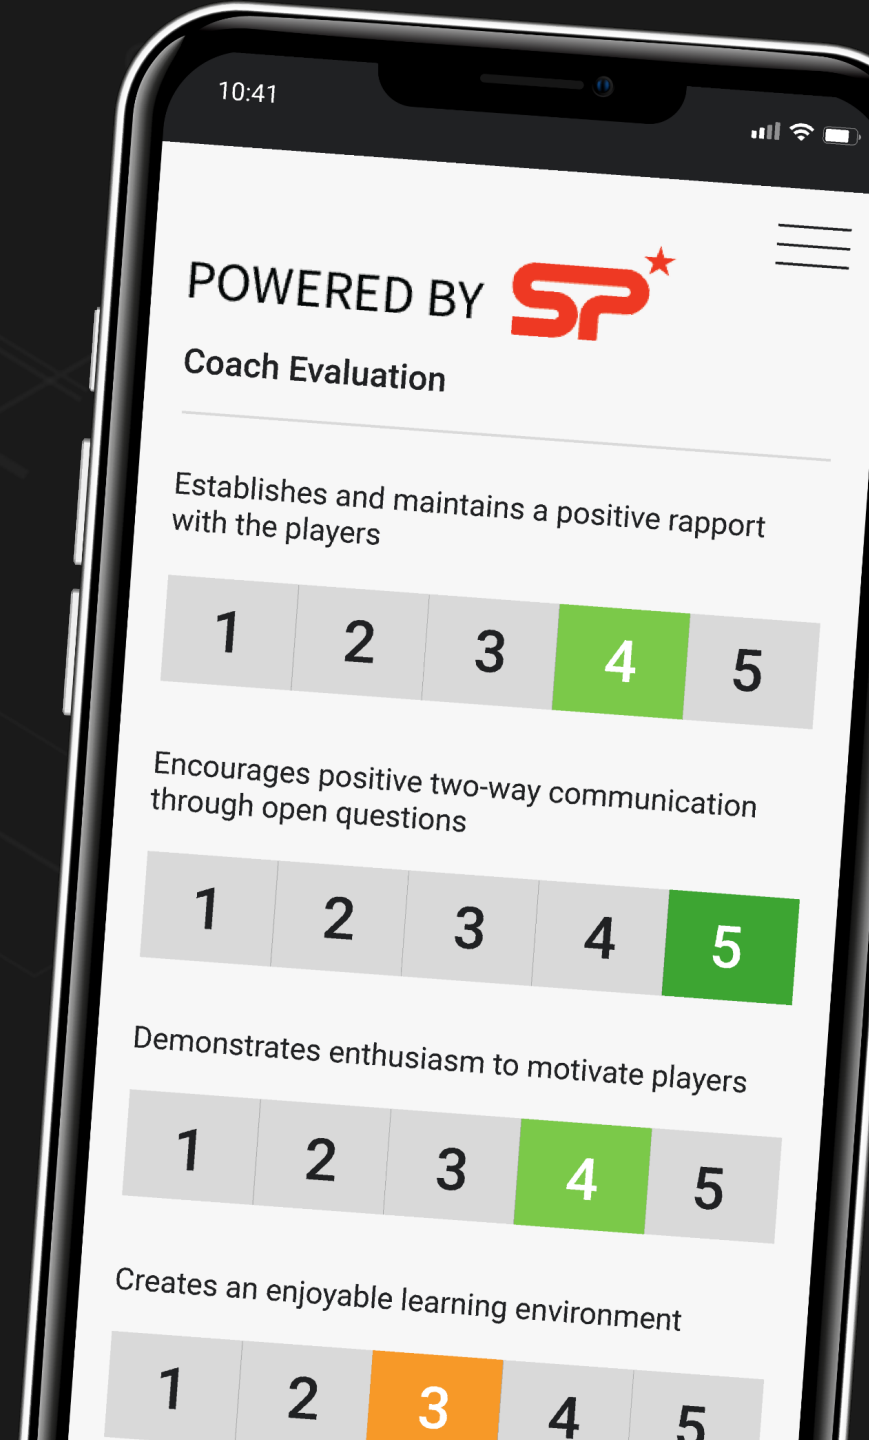 10:41
POWERED BY SP
Coach Evaluation
Establishes and maintains a positive rapport
with the players
1 2 3 4 5
Encourages positive two-way communication
through open questions
1 2 3 4 5
Demonstrates enthusiasm to motivate players
1 2 3 4 5
Creates an enjoyable learning environment
1 2 3 4 5